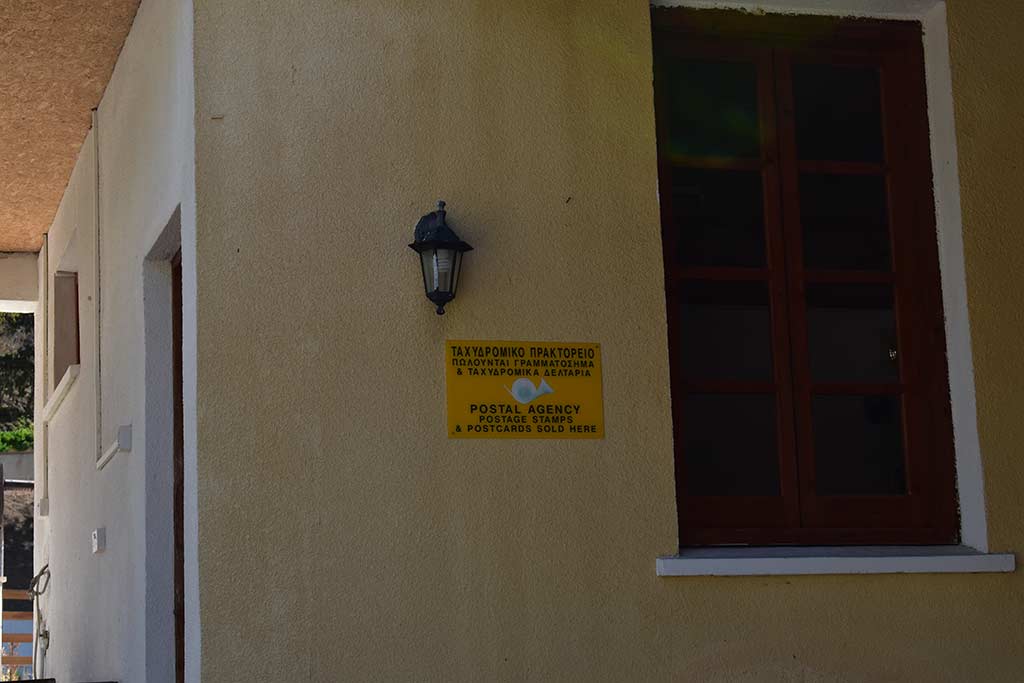 ΤΑΧΥΔΡΟΜΙΚΟ ΠΡΑΚΤΟΡΕΙΟ
ΠΩΛΟΥΝΤΑΙ ΓΡΑΜΜΑΤΟΣΗΜΑ
& ΤΑΧΥΔΡΟΜΙΚΑ ΔΕΛΤΑΡΙΑ
POSTAL AGENCY
POSTAGE STAMPS
& POSTCARDS SOLD HERE